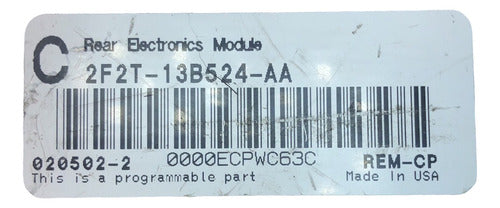 C Rear Electronics Module
2F2T-13B524-AA
0000ECPWC63C
020502-2 REM-CP
This is a programmable part Made In USA